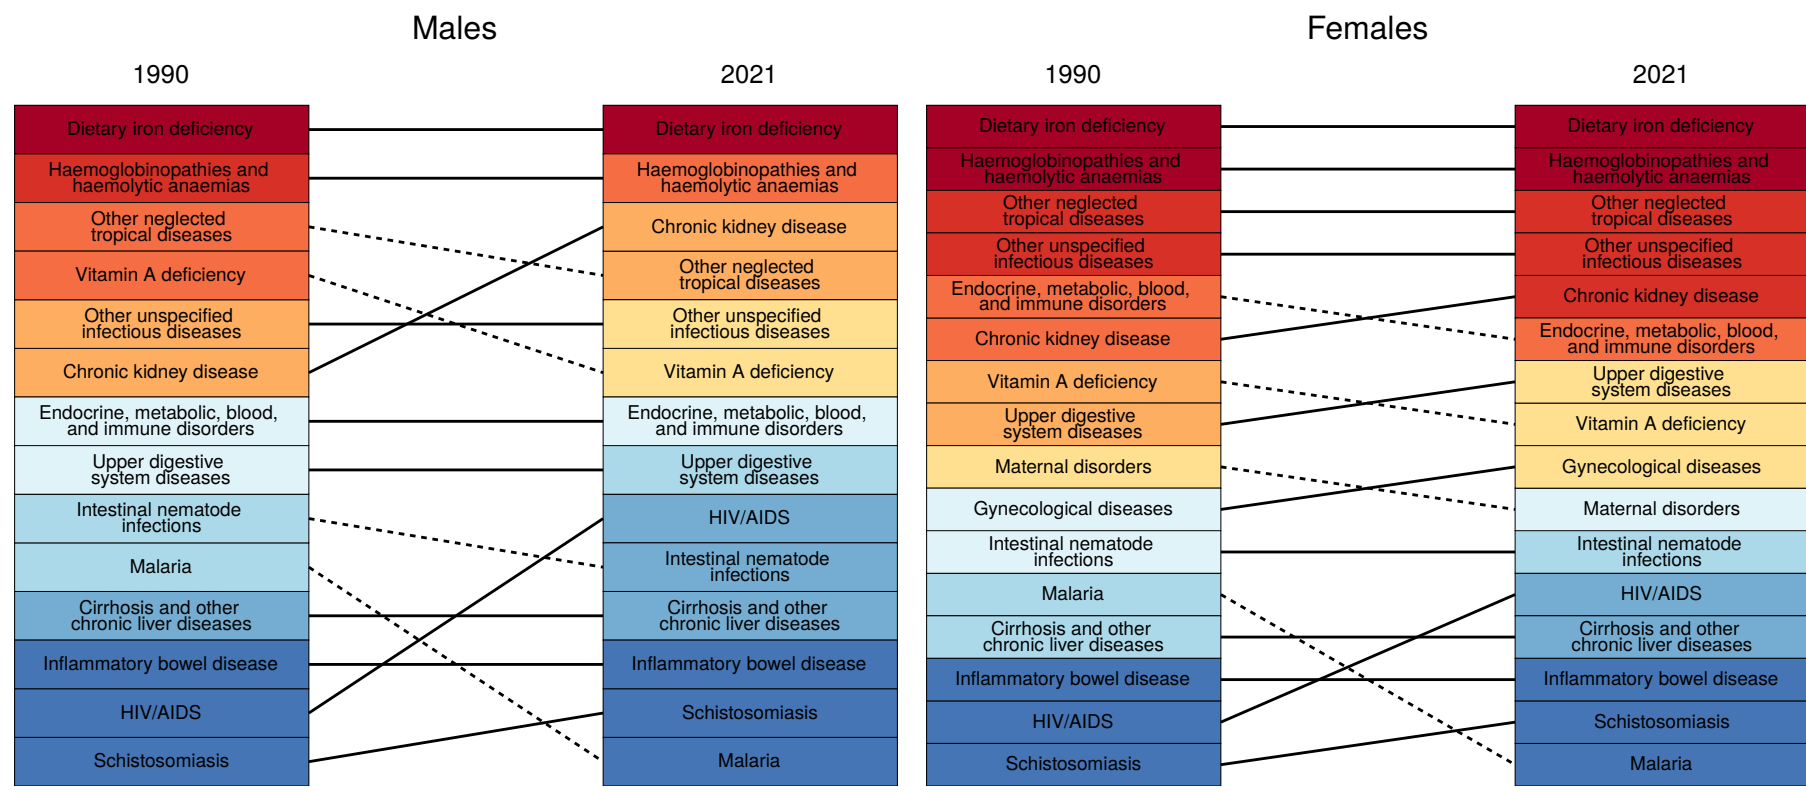 Males
1990
2021
Dietary iron deficiency
Haemoglobinopathies and
haemolytic anaemias
Other neglected
tropical diseases
Vitamin A deficiency
Other unspecified
infectious diseases
Chronic kidney disease
Endocrine, metabolic, blood,
and immune disorders
Upper digestive
system diseases
Intestinal nematode
infections
Malaria
Cirrhosis and other
chronic liver diseases
Inflammatory bowel disease
HIV/AIDS
Schistosomiasis
Dietary iron deficiency
Haemoglobinopathies and
haemolytic anaemias
Chronic kidney disease
Other neglected
tropical diseases
Other unspecified
infectious diseases
Vitamin A deficiency
Endocrine, metabolic, blood,
and immune disorders
Upper digestive
system diseases
HIV/AIDS
Intestinal nematode
infections
Cirrhosis and other
chronic liver diseases
Inflammatory bowel disease
Schistosomiasis
Malaria
Females
1990
2021
Dietary iron deficiency
Haemoglobinopathies and
haemolytic anaemias
Other neglected
tropical diseases
Other unspecified
infectious diseases
Endocrine, metabolic, blood,
and immune disorders
Chronic kidney disease
Vitamin A deficiency
Upper digestive
system diseases
Maternal disorders
Gynecological diseases
Intestinal nematode
infections
Malaria
Cirrhosis and other
chronic liver diseases
Inflammatory bowel disease
HIV/AIDS
Schistosomiasis
Dietary iron deficiency
Haemoglobinopathies and
haemolytic anaemias
Other neglected
tropical diseases
Other unspecified
infectious diseases
Chronic kidney disease
Endocrine, metabolic, blood,
and immune disorders
Upper digestive
system diseases
Vitamin A deficiency
Gynecological diseases
Maternal disorders
Intestinal nematode
infections
HIV/AIDS
Cirrhosis and other
chronic liver diseases
Inflammatory bowel disease
Schistosomiasis
Malaria